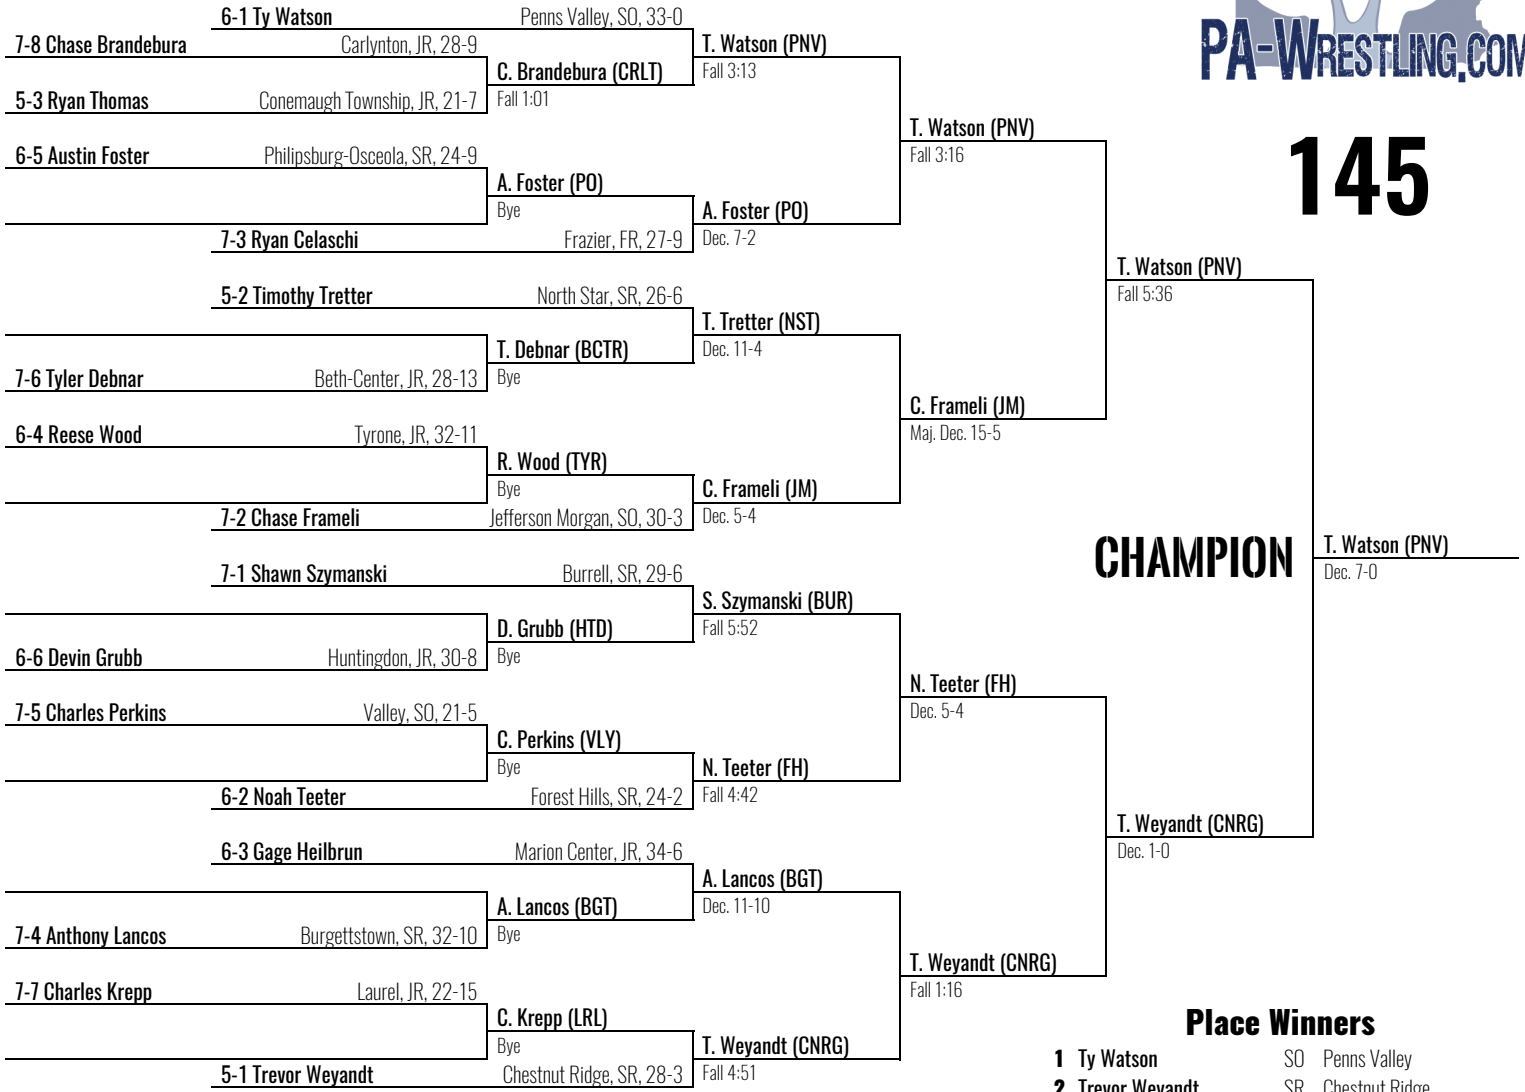 PA-WRESTLING.COM
145
6-1 Ty Watson Penns Valley, SO, 33-0
7-8 Chase Brandebura Carlynton, JR, 28-9
T. Watson (PNV)
C. Brandebura (CRLT)
Fall 3:13
5-3 Ryan Thomas Conemaugh Township, JR, 21-7
Fall 1:01
T. Watson (PNV)
6-5 Austin Foster Philipsburg-Osceola, SR, 24-9
Fall 3:16
A. Foster (PO)
Bye
A. Foster (PO)
7-3 Ryan Celaschi Frazier, FR, 27-9
Dec. 7-2
T. Watson (PNV)
Fall 5:36
5-2 Timothy Tretter North Star, SR, 26-6
T. Tretter (NST)
T. Debnar (BCTR)
Dec. 11-4
7-6 Tyler Debnar Beth-Center, JR, 28-13
Bye
C. Frameli (JM)
Maj. Dec. 15-5
6-4 Reese Wood Tyrone, JR, 32-11
R. Wood (TYR)
Bye
C. Frameli (JM)
7-2 Chase Frameli Jefferson Morgan, SO, 30-3
Dec. 5-4
CHAMPION
T. Watson (PNV)
Dec. 7-0
7-1 Shawn Szymanski Burrell, SR, 29-6
S. Szymanski (BUR)
D. Grubb (HTD)
Fall 5:52
6-6 Devin Grubb Huntingdon, JR, 30-8
Bye
N. Teeter (FH)
7-5 Charles Perkins Valley, SO, 21-5
Dec. 5-4
C. Perkins (VLY)
Bye
N. Teeter (FH)
6-2 Noah Teeter Forest Hills, SR, 24-2
Fall 4:42
T. Weyandt (CNRG)
Dec. 1-0
6-3 Gage Heilbrun Marion Center, JR, 34-6
A. Lancos (BGT)
A. Lancos (BGT)
Dec. 11-10
7-4 Anthony Lancos Burgettstown, SR, 32-10
Bye
T. Weyandt (CNRG)
Fall 1:16
7-7 Charles Krepp Laurel, JR, 22-15
C. Krepp (LRL)
Bye
T. Weyandt (CNRG)
5-1 Trevor Weyandt Chestnut Ridge, SR, 28-3
Fall 4:51
Place Winners
1 Ty Watson SO Penns Valley
2 Trevor Weyandt SR Chestnut Ridge